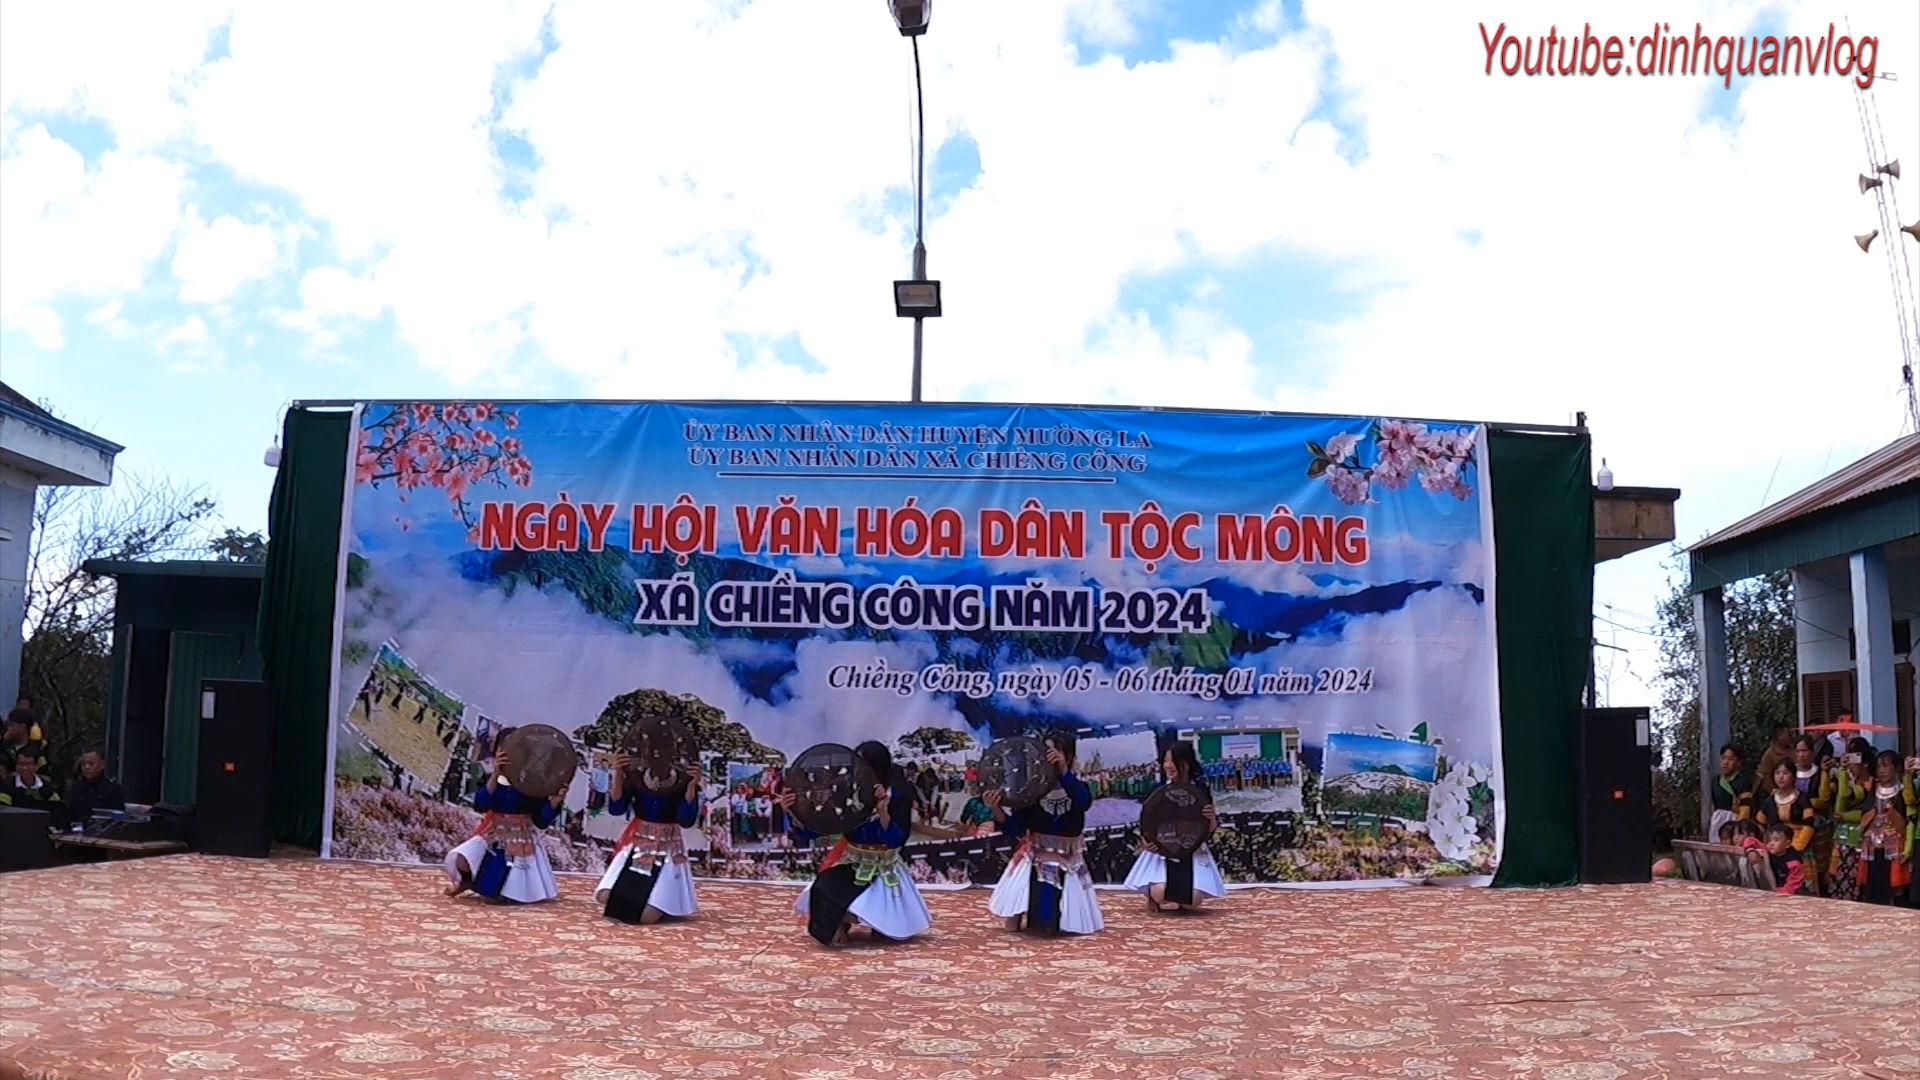 Youtube:dinhquanvlog
ỦY BAN NHÂN DÂN HUYỆN MƯỜNG LA
ỦY BAN NHÂN DÂN XÃ CHIỀNG CÔNG
NGÀY HỘI VĂN HÓA DÂN TỘC MÔNG
XÃ CHIỀNG CÔNG NĂM 2024
Chiềng Công, ngày 05 - 06 tháng 01 năm 2024